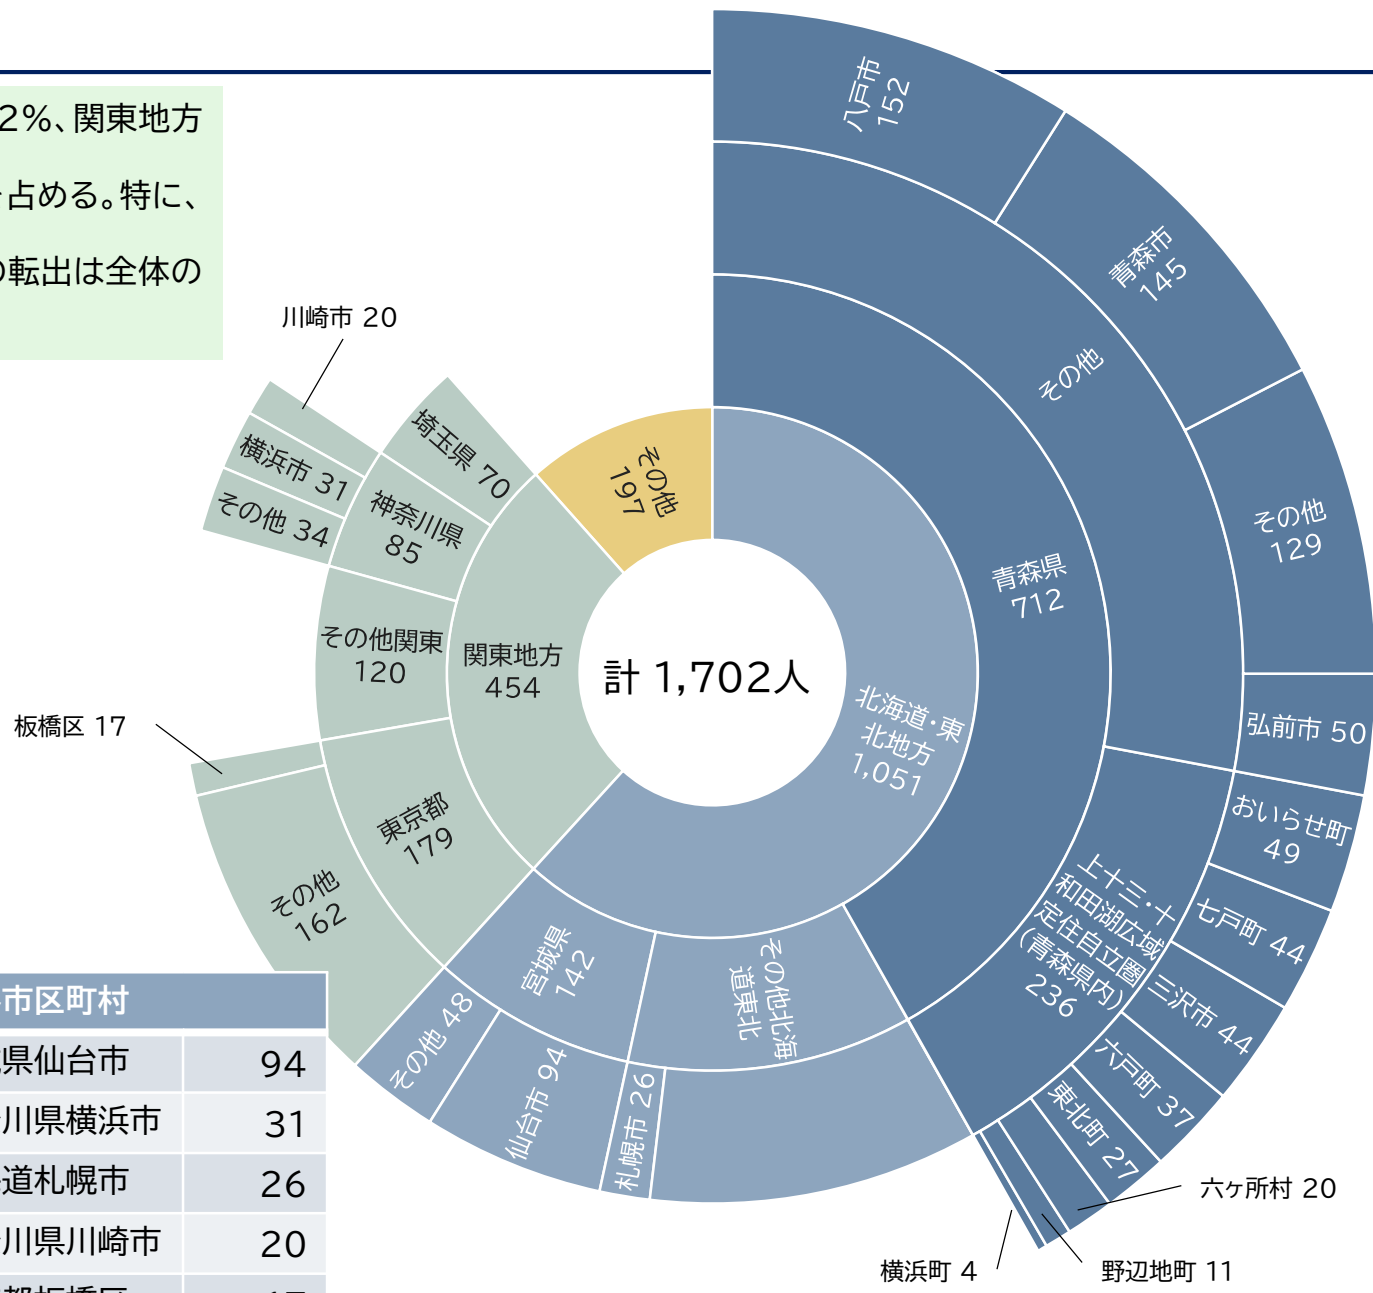 2%、関東地方
占める。特に、
の転出は全体の
八戸市
152
青森市
145
その他
129
弘前市 50
おいらせ町
49
七戸町 44
三沢市 44
六戸町 37
東北町 27
六ヶ所村 20
野辺地町 11
横浜町 4
その他
上十三・十
和田湖広域
定住自立圏
(青森県内)
236
青森県
712
北海道・東
北地方
1,051
その他北海
道東北
札幌市 26
宮城県
142
仙台市 94
その他 48
関東地方
454
東京都
179
その他
162
板橋区 17
その他関東
120
神奈川県
85
その他 34
横浜市 31
川崎市 20
埼玉県 70
その他
197
計 1,702人
市区町村
県仙台市 94
川県横浜市 31
道札幌市 26
川県川崎市 20